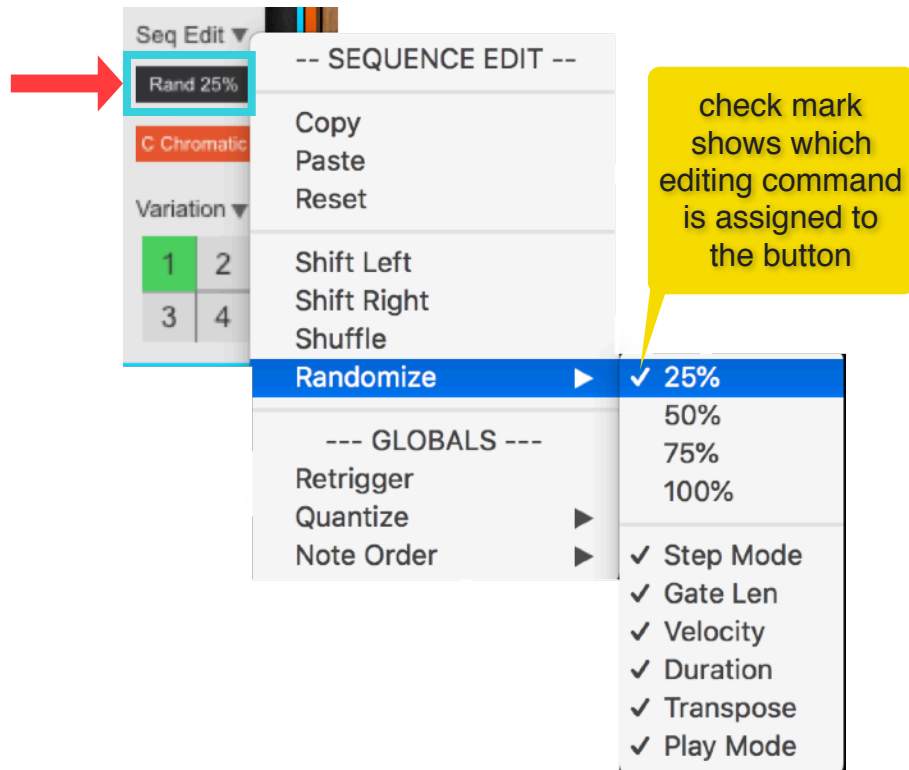 Seq Edit ▼
Rand 25%
C Chromatic
Variation ▼
1 2
3 4
-- SEQUENCE EDIT --
Copy
Paste
Reset
Shift Left
Shift Right
Shuffle
Randomize ▶
--- GLOBALS ---
Retrigger
Quantize ▶
Note Order ▶
✓ 25%
50%
75%
100%
✓ Step Mode
✓ Gate Len
✓ Velocity
✓ Duration
✓ Transpose
✓ Play Mode
check mark
shows which
editing command
is assigned to
the button